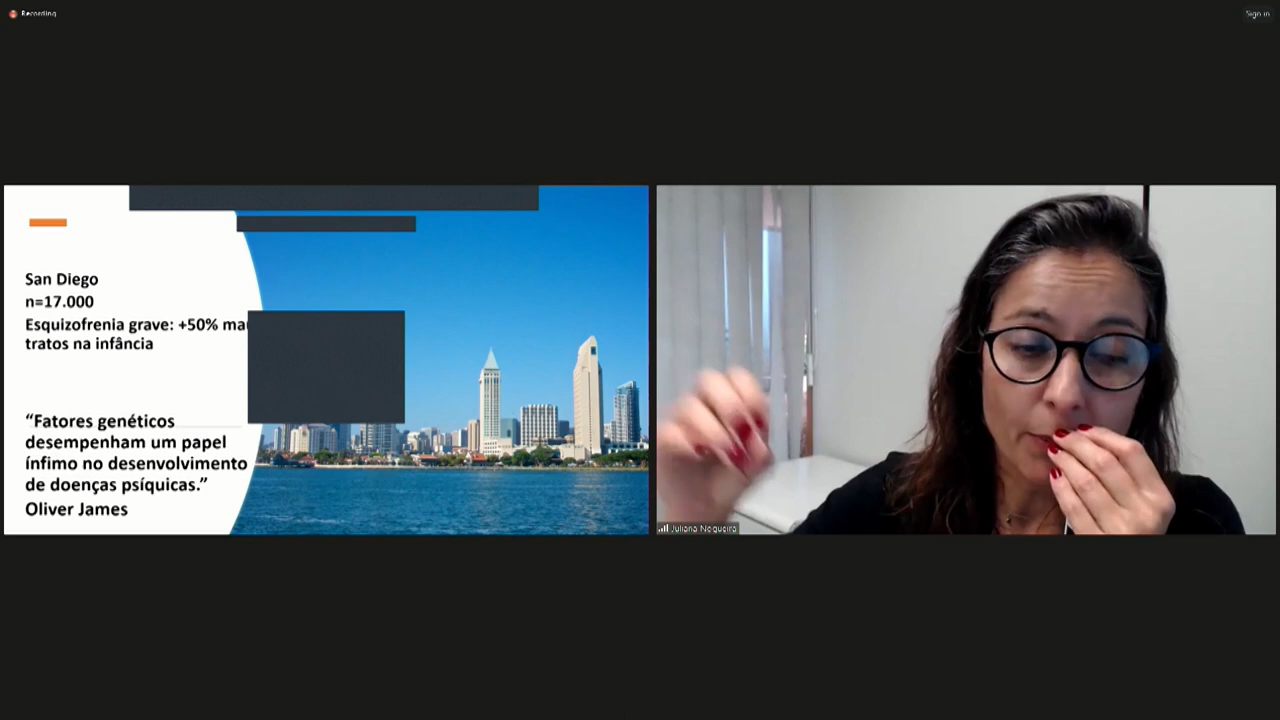 Recording
Sign in
San Diego
n=17.000
Esquizofrenia grave: +50%
tratos na infância
“Fatores genéticos
desempenham um papel
ínfimo no desenvolvimento
de doenças psíquicas.”
Oliver James
Juliana Nogueira